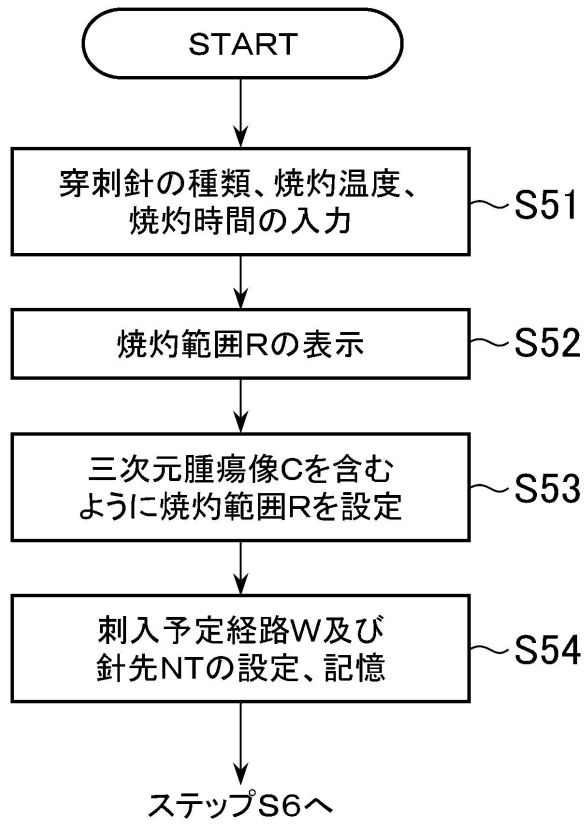 START
穿刺針の種類、焼灼温度、
焼灼時間の入力
S51
焼灼範囲Rの表示
S52
三次元腫瘍像Cを含む
ように焼灼範囲Rを設定
S53
刺入予定経路W及び
針先NTの設定、記憶
S54
ステップS6へ